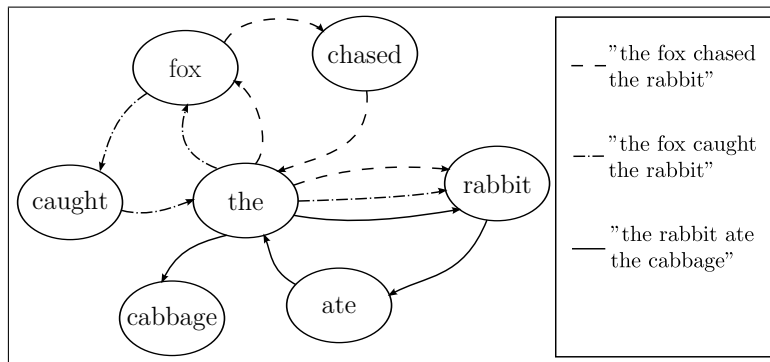 fox
chased
caught
the
rabbit
cabbage
ate
"the fox chased
the rabbit"
"the fox caught
the rabbit"
"the rabbit ate
the cabbage"